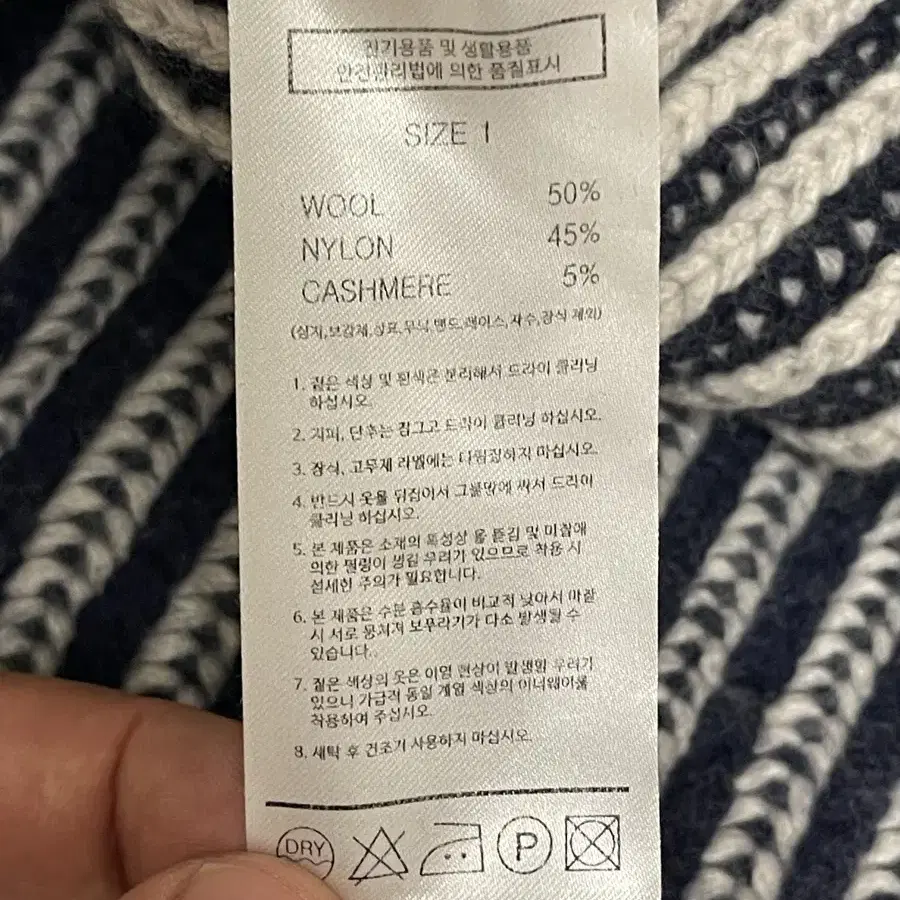 전기용품 및 생활용품
안전관리법에 의한 품질표시
SIZE 1
WOOL 50%
NYLON 45%
CASHMERE 5%
(심지,보강제,상표,무늬,밴드,레이스,자수,장식 제외)
1. 짙은 색상 및 흰색은 분리해서 드라이 클리닝
하십시오.
2. 지퍼, 단추는 잠그고 드라이 클리닝 하십시오.
3. 장식, 고무제 라벨에는 다림질하지 마십시오.
4. 반드시 옷을 뒤집어서 그물망에 싸서 드라이
클리닝 하십시오.
5. 본 제품은 소재의 특성상 올 뜯김 및 마찰에
의한 필링이 생길 우려가 있으므로 착용 시
섬세한 주의가 필요합니다.
6. 본 제품은 수분 흡수율이 비교적 낮아서 마찰
시 서로 뭉쳐져 보푸라기가 다소 발생될 수
있습니다.
7. 짙은 색상의 옷은 이염 현상이 발생할 우려가
있으니 가급적 동일 계열 색상의 이너웨어를
착용하여 주십시오.
8. 세탁 후 건조기 사용하지 마십시오.
DRY
P